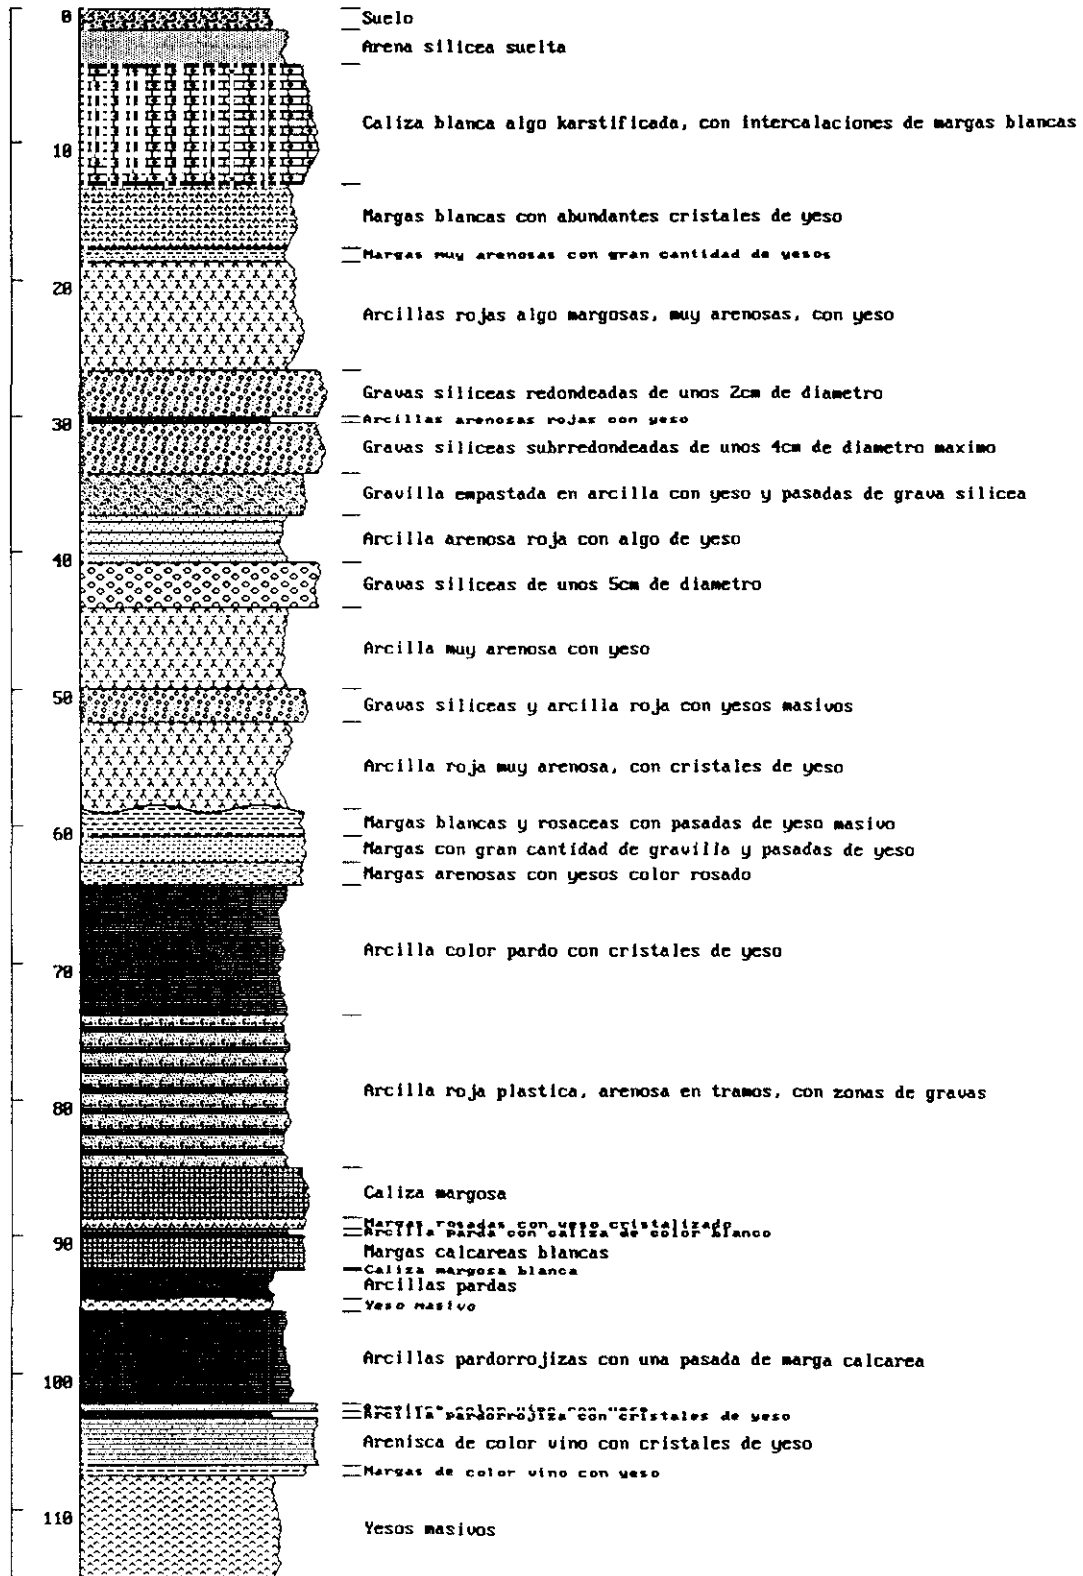 0 Suelo
Arena silicea suelta
Caliza blanca algo karstificada, con intercalaciones de margas blancas
10
Margas blancas con abundantes cristales de yeso
Margas muy arenosas con gran cantidad de yesos
20
Arcillas rojas algo margosas, muy arenosas, con yeso
Gravas siliceas redondeadas de unos 2cm de diametro
30 Arcillas arenosas rojas con yeso
Gravas siliceas subrredondeadas de unos 4cm de diametro maximo
Gravilla empastada en arcilla con yeso y pasadas de grava silicea
Arcilla arenosa roja con algo de yeso
40
Gravas siliceas de unos 5cm de diametro
Arcilla muy arenosa con yeso
50 Gravas siliceas y arcilla roja con yesos masivos
Arcilla roja muy arenosa, con cristales de yeso
Margas blancas y rosaceas con pasadas de yeso masivo
60
Margas con gran cantidad de gravilla y pasadas de yeso
Margas arenosas con yesos color rosado
Arcilla color pardo con cristales de yeso
70
Arcilla roja plastica, arenosa en tramos, con zonas de gravas
80
Caliza margosa
Margas rosadas con yeso cristalizado
Arcilla parda con caliza de color blanco
90
Margas calcareas blancas
Caliza margosa blanca
Arcillas pardas
Yeso masivo
Arcillas pardorrojizas con una pasada de marga calcarea
100
color vino con
Arcilla pardorrojiza con cristales de yeso
Arenisca de color vino con cristales de yeso
Margas de color vino con yeso
110
Yesos masivos